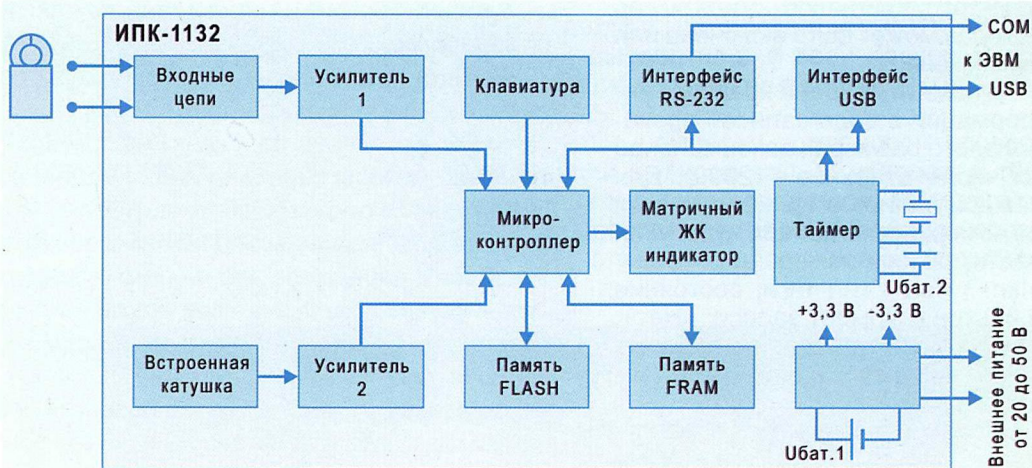 ИПК-1132
Входные
цепи
Усилитель
1
Клавиатура
Интерфейс
RS-232
Интерфейс
USB
COM
к ЭВМ
USB
Микро-
контроллер
Матричный
ЖК
индикатор
Таймер
Uбат.2
+3,3 В
-3,3 В
Встроенная
катушка
Усилитель
2
Память
FLASH
Память
FRAM
Uбат.1
Внешнее питание
от 20 до 50 В